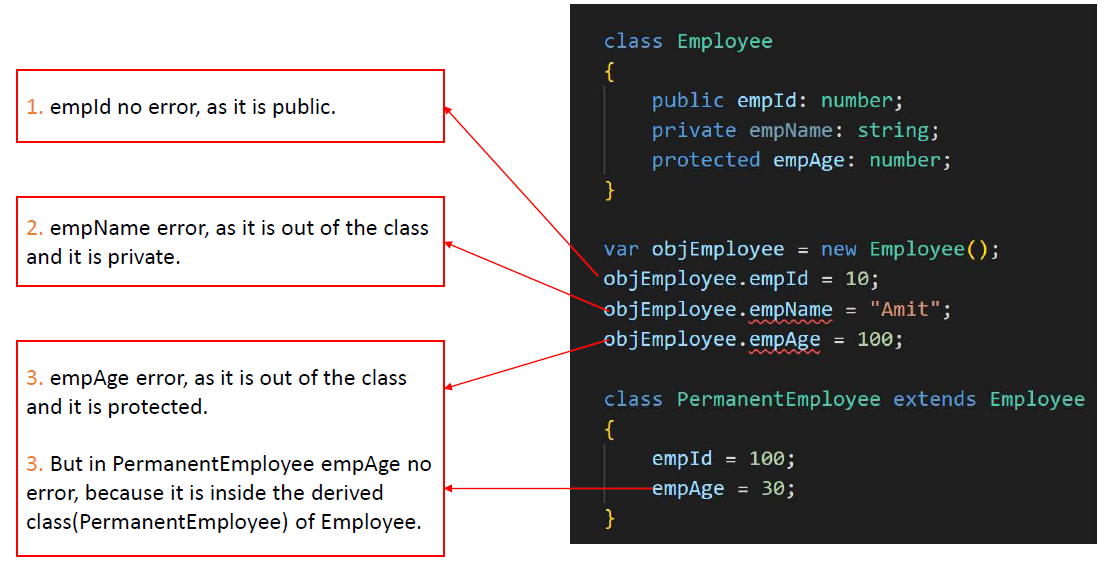 1. empId no error, as it is public.
2. empName error, as it is out of the class
and it is private.
3. empAge error, as it is out of the class
and it is protected.
3. But in PermanentEmployee empAge no
error, because it is inside the derived
class(PermanentEmployee) of Employee.
class Employee
{
public empId: number;
private empName: string;
protected empAge: number;
}
var objEmployee = new Employee();
objEmployee.empId = 10;
objEmployee.empName = "Amit";
objEmployee.empAge = 100;
class PermanentEmployee extends Employee
{
empId = 100;
empAge = 30;
}